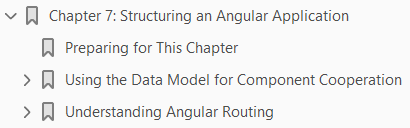 Chapter 7: Structuring an Angular Application
Preparing for This Chapter
Using the Data Model for Component Cooperation
Understanding Angular Routing